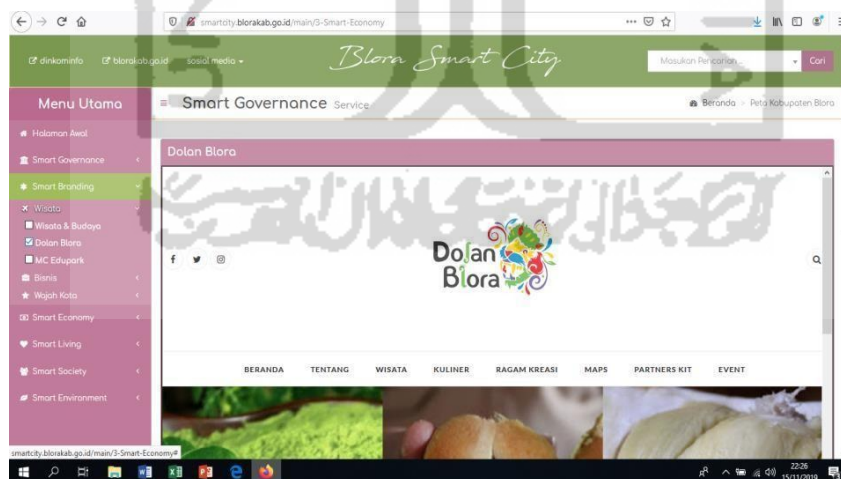 smartcity.blorakab.go.id/main/3-Smart-Economy
dinkominfo blorakab.go.id sosial media
Blora Smart City
Masukan Pencarian ... Cari
Menu Utama
Smart Governance Service
Beranda > Peta Kabupaten Blora
Halaman Awal
Smart Governance
Smart Branding
Wisata
Wisata & Budaya
Dolan Blora
MC Edupark
Bisnis
Wajah Kota
Smart Economy
Smart Living
Smart Society
Smart Environment
Dolan Blora
Dolan
Blora
BERANDA TENTANG WISATA KULINER RAGAM KREASI MAPS PARTNERS KIT EVENT
smartcity.blorakab.go.id/main/3-Smart-Economy#
22:26
15/11/2019